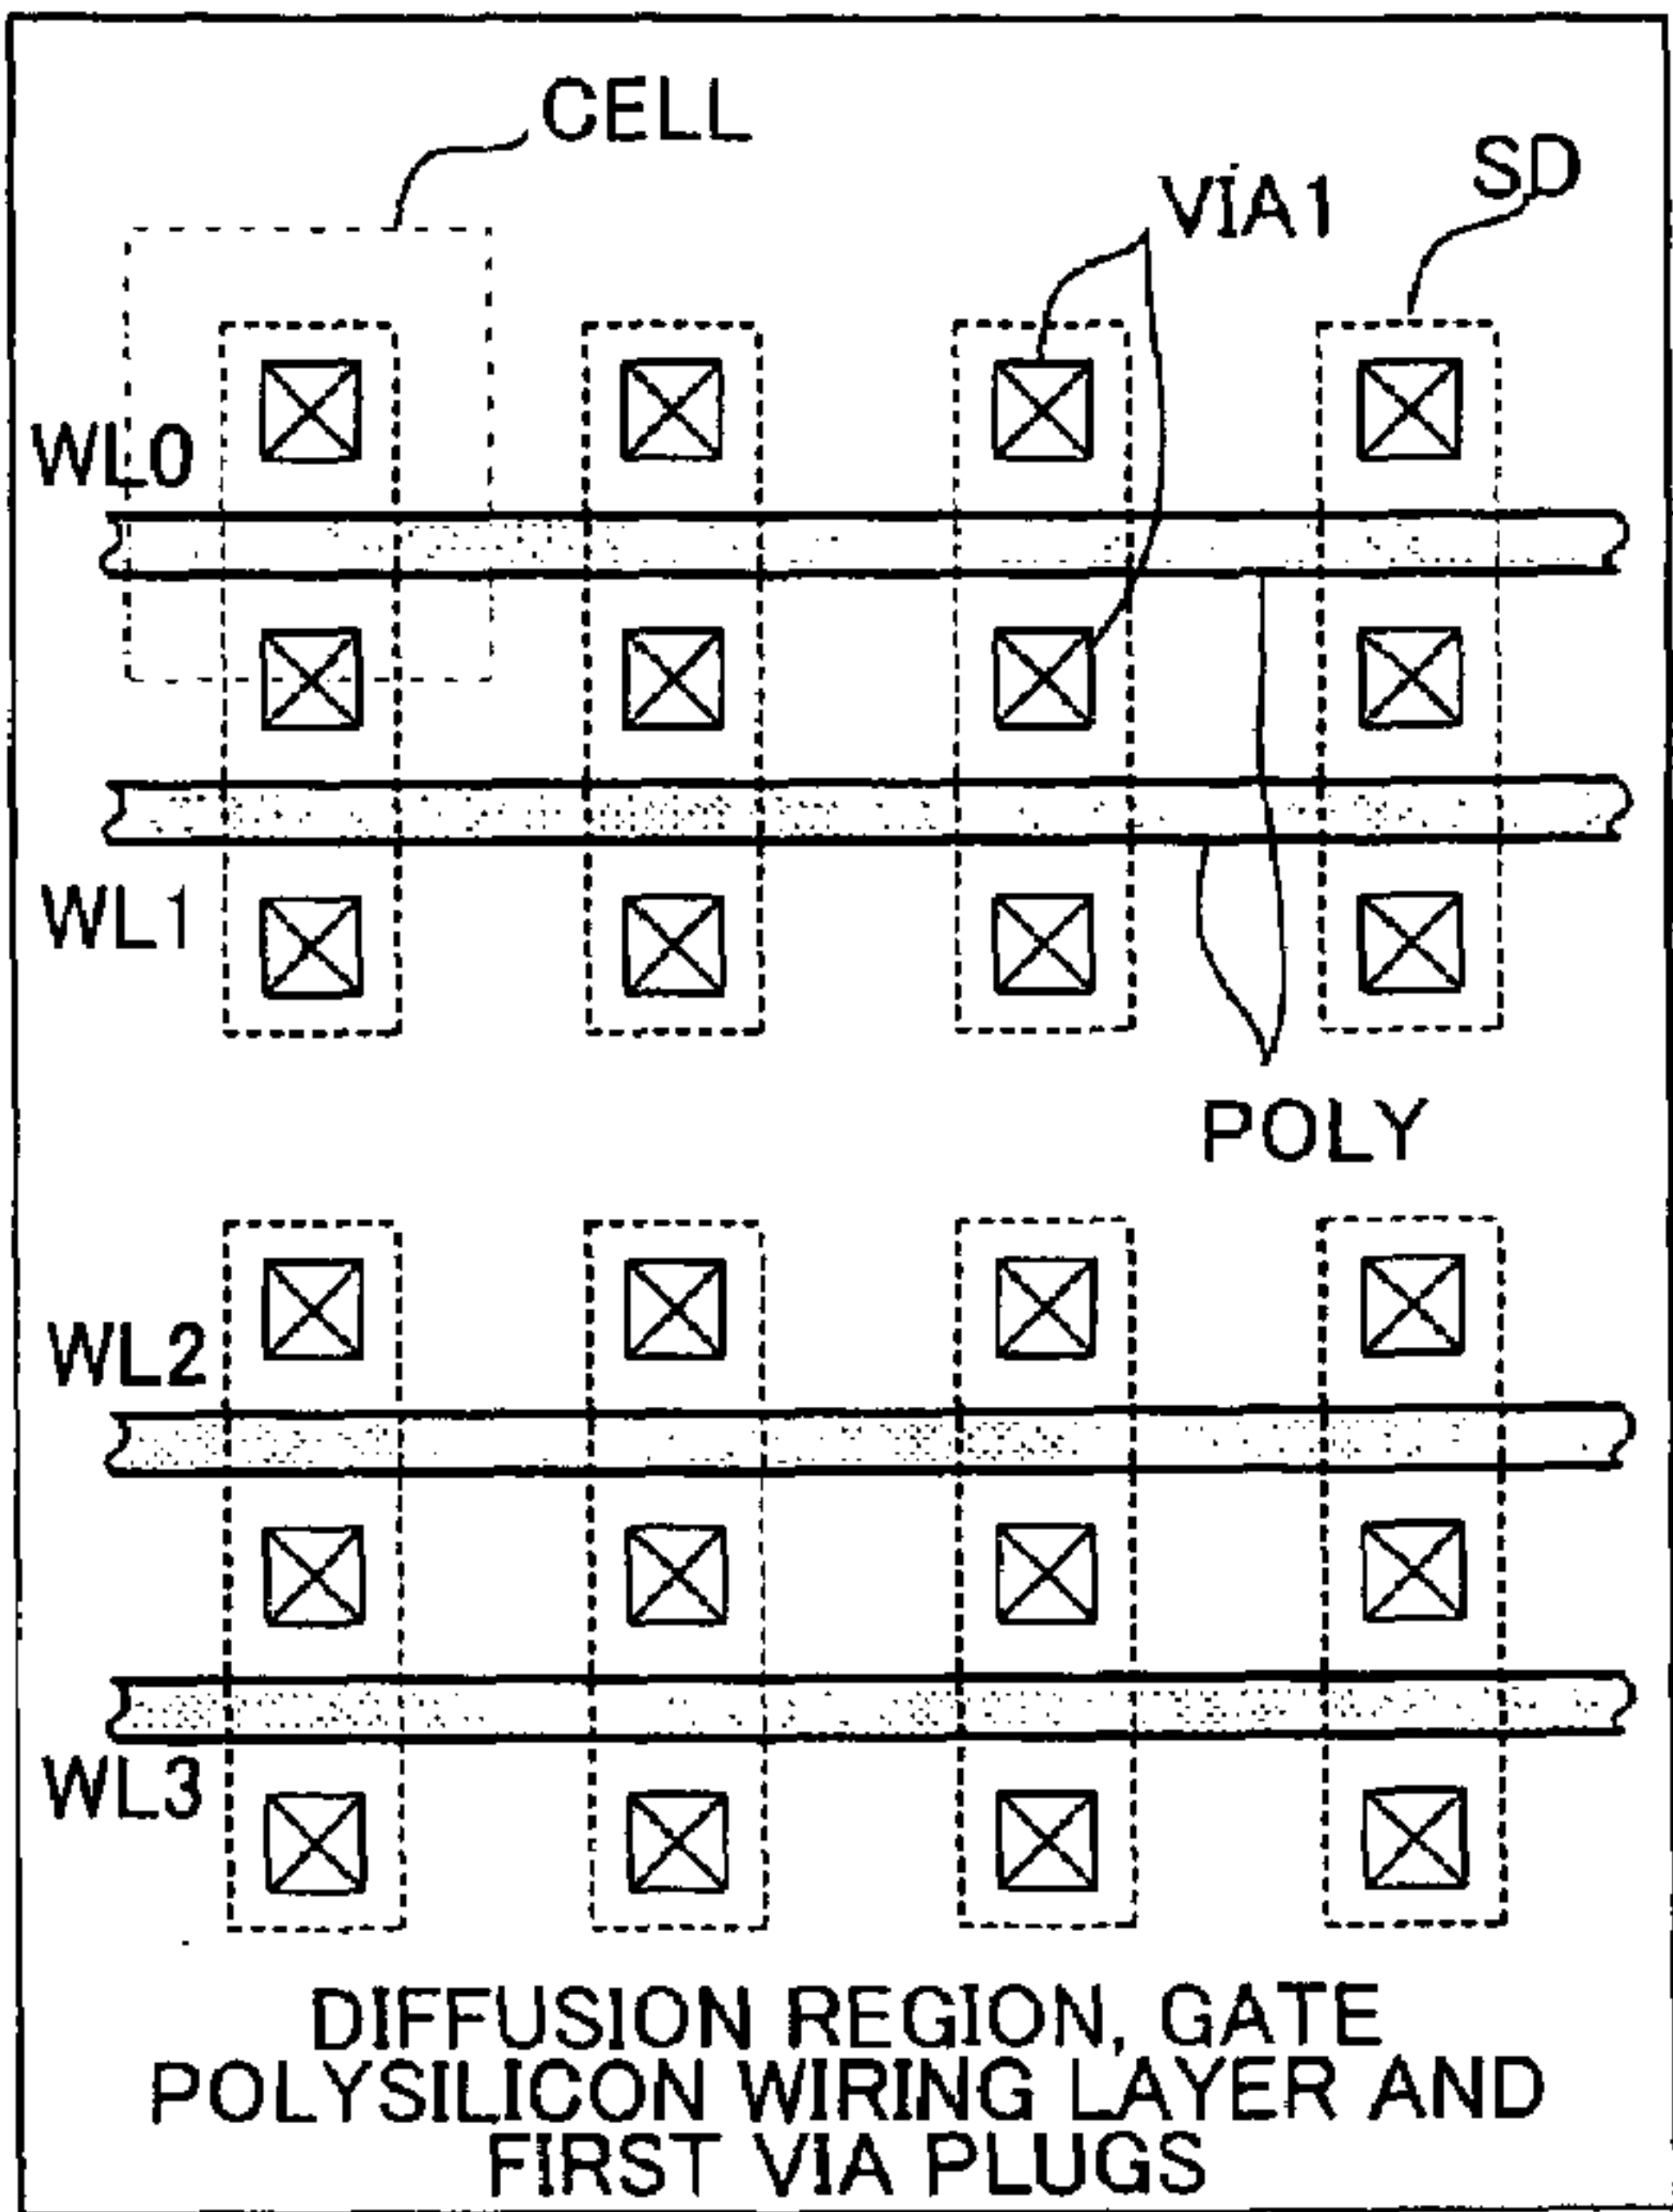 CELL
VIA1
SD
WL0
WL1
POLY
WL2
WL3
DIFFUSION REGION, GATE
POLYSILICON WIRING LAYER AND
FIRST VIA PLUGS